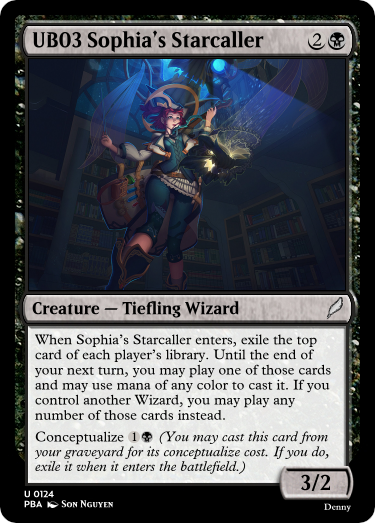 UB03 Sophia's Starcaller 2
Creature — Tiefling Wizard
When Sophia's Starcaller enters, exile the top
card of each player's library. Until the end of
your next turn, you may play one of those cards
and may use mana of any color to cast it. If you
control another Wizard, you may play any
number of those cards instead.
Conceptualize 1 (You may cast this card from
your graveyard for its conceptualize cost. If you do,
exile it when it enters the battlefield.)
3/2
U 0124
PBA Son Nguyen
Denny